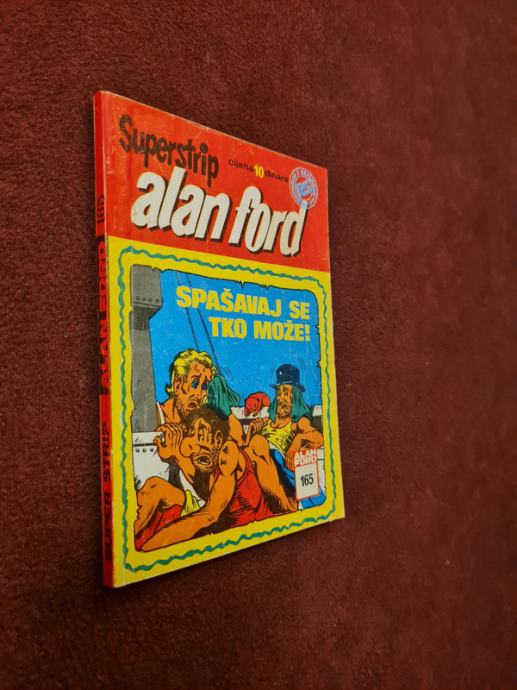 Superstrip
cijena 10 dinara
alan ford
SPAŠAVAJ SE
TKO MOŽE!
ALAN
FORD
165
SUPER STRIP ALAN FORD 165